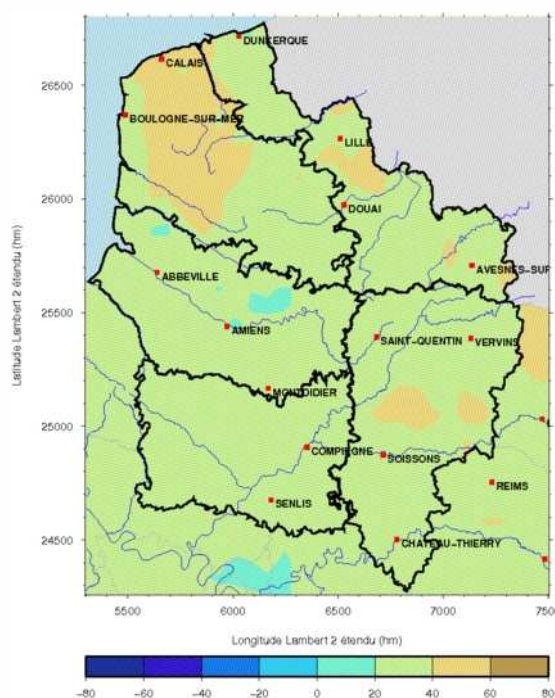 DUNKERQUE
CALAIS
26500
BOULOGNE-SUR-MER
LILLE
26000
DOUAI
AVESNES-SUR
ABBEVILLE
25500
AMIENS
SAINT-QUENTIN
VERVINS
MONTDIDIER
25000
COMPIEGNE
SOISSONS
REIMS
SENLIS
24500
CHATEAU-THIERRY
Latitude Lambert 2 étendu (hm)
5500 6000 6500 7000 7500
Longitude Lambert 2 étendu (hm)
-80 -60 -40 -20 0 20 40 60 80